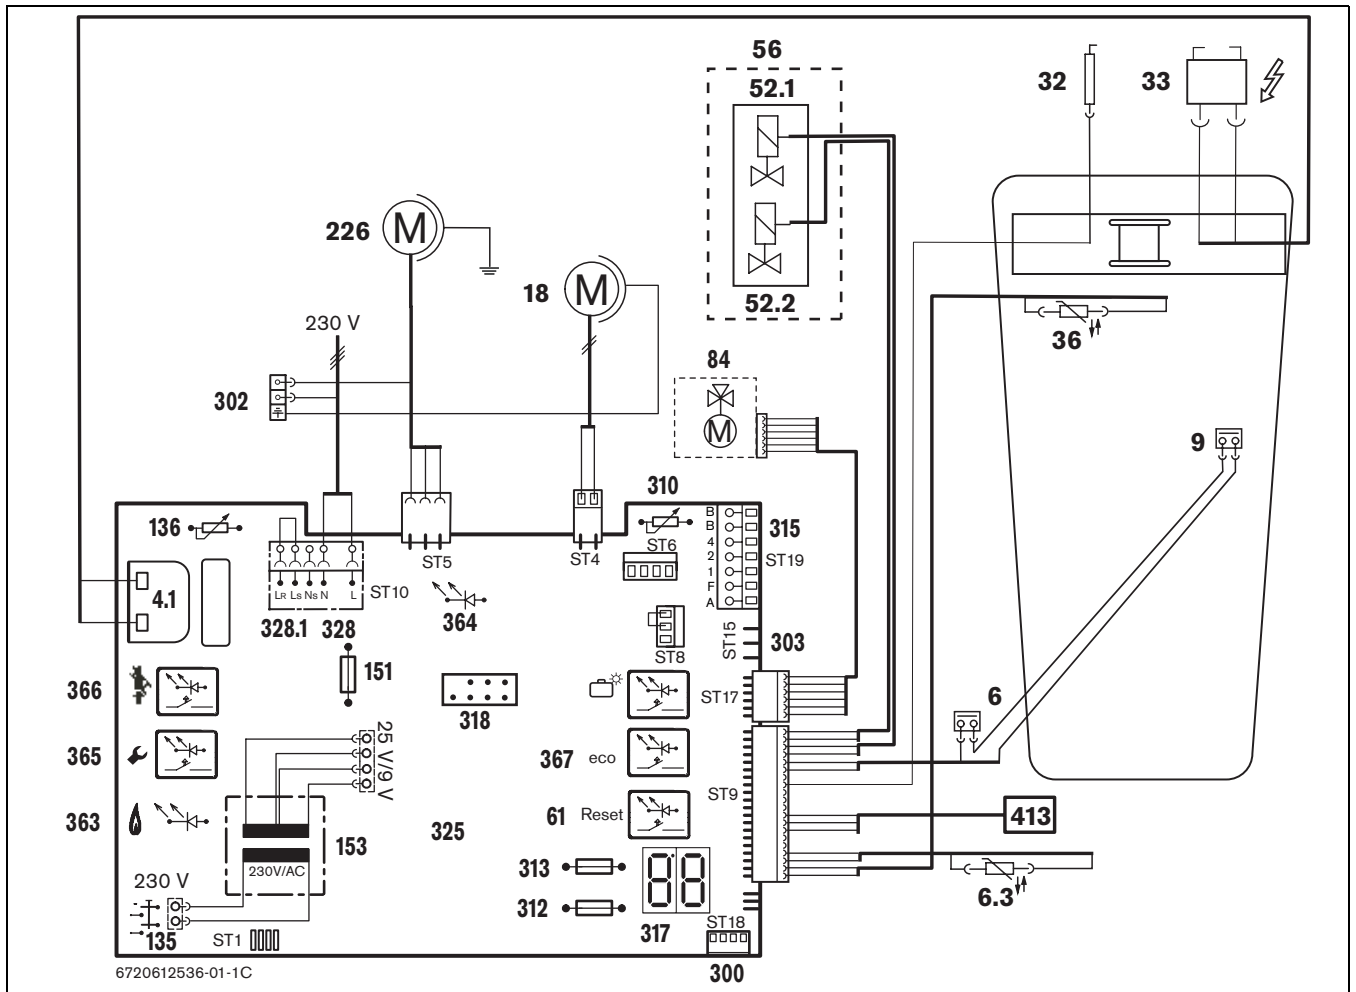 56
52.1
32
33
226
M
18
M
52.2
36
230 V
84
302
M
9
310
136
B
B
4
2
1
F
A
315
ST6
ST19
ST5
ST4
4.1
LR LS NS N L
ST10
328.1
328
364
ST15
303
ST8
151
366
318
ST17
6
25 V/9 V
365
367
eco
ST9
363
61
Reset
413
325
153
313
230V/AC
230 V
6.3
312
135
ST1
317
ST18
88
6720612536-01-1C
300